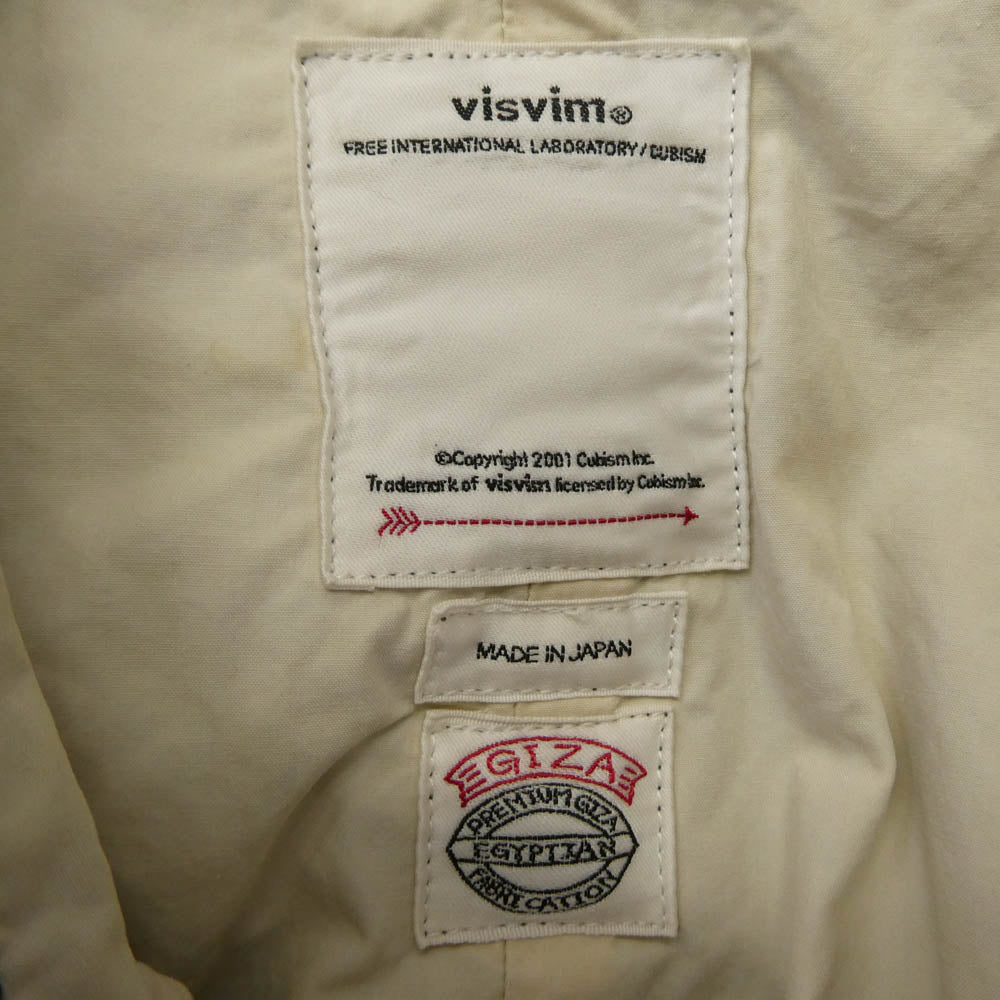 visvim®
FREE INTERNATIONAL LABORATORY / CUBISM
©Copyright 2001 Cubism Inc.
Trademark of visvim licensed by Cubism Inc.
MADE IN JAPAN
GIZA
PREMIUM GIZA
EGYPTIAN
FABRICATION